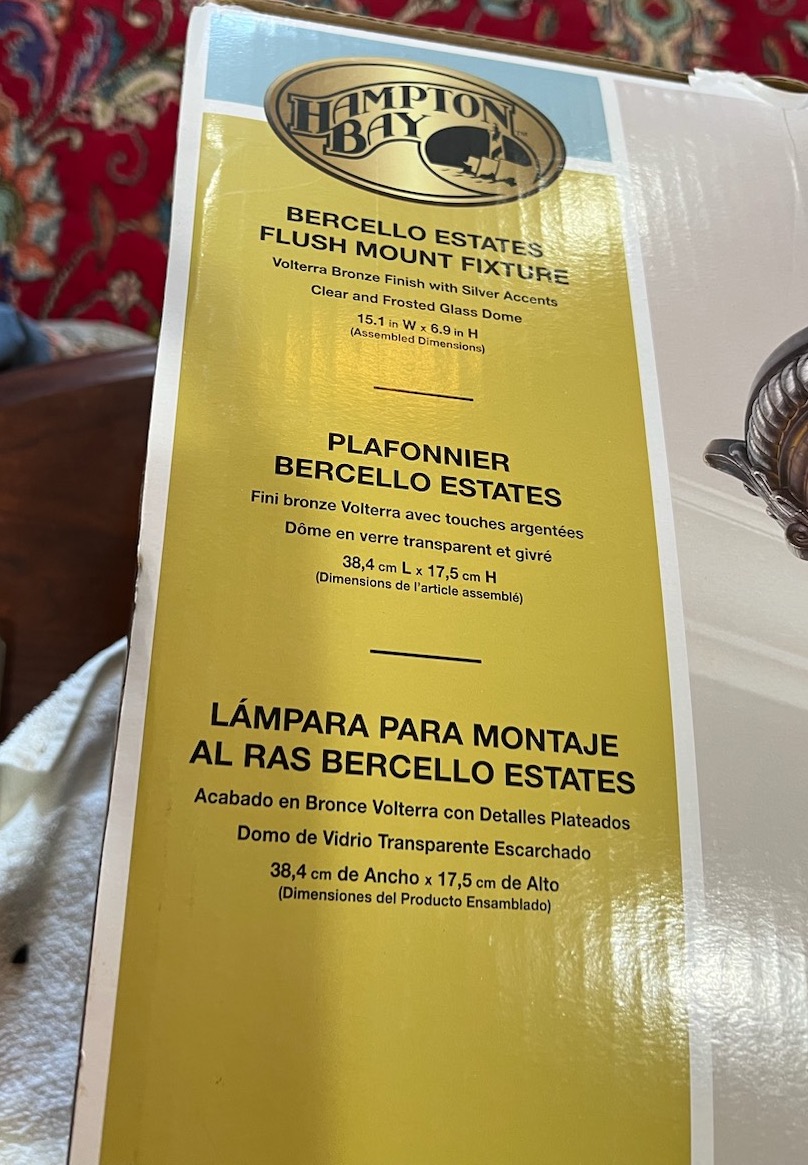 HAMPTON
BAY™
BERCELLO ESTATES
FLUSH MOUNT FIXTURE
Volterra Bronze Finish with Silver Accents
Clear and Frosted Glass Dome
15.1 in W x 6.9 in H
(Assembled Dimensions)
PLAFONNIER
BERCELLO ESTATES
Fini bronze Volterra avec touches argentées
Dôme en verre transparent et givré
38,4 cm L x 17,5 cm H
(Dimensions de l'article assemblé)
LÁMPARA PARA MONTAJE
AL RAS BERCELLO ESTATES
Acabado en Bronce Volterra con Detalles Plateados
Domo de Vidrio Transparente Escarchado
38,4 cm de Ancho x 17,5 cm de Alto
(Dimensiones del Producto Ensamblado)